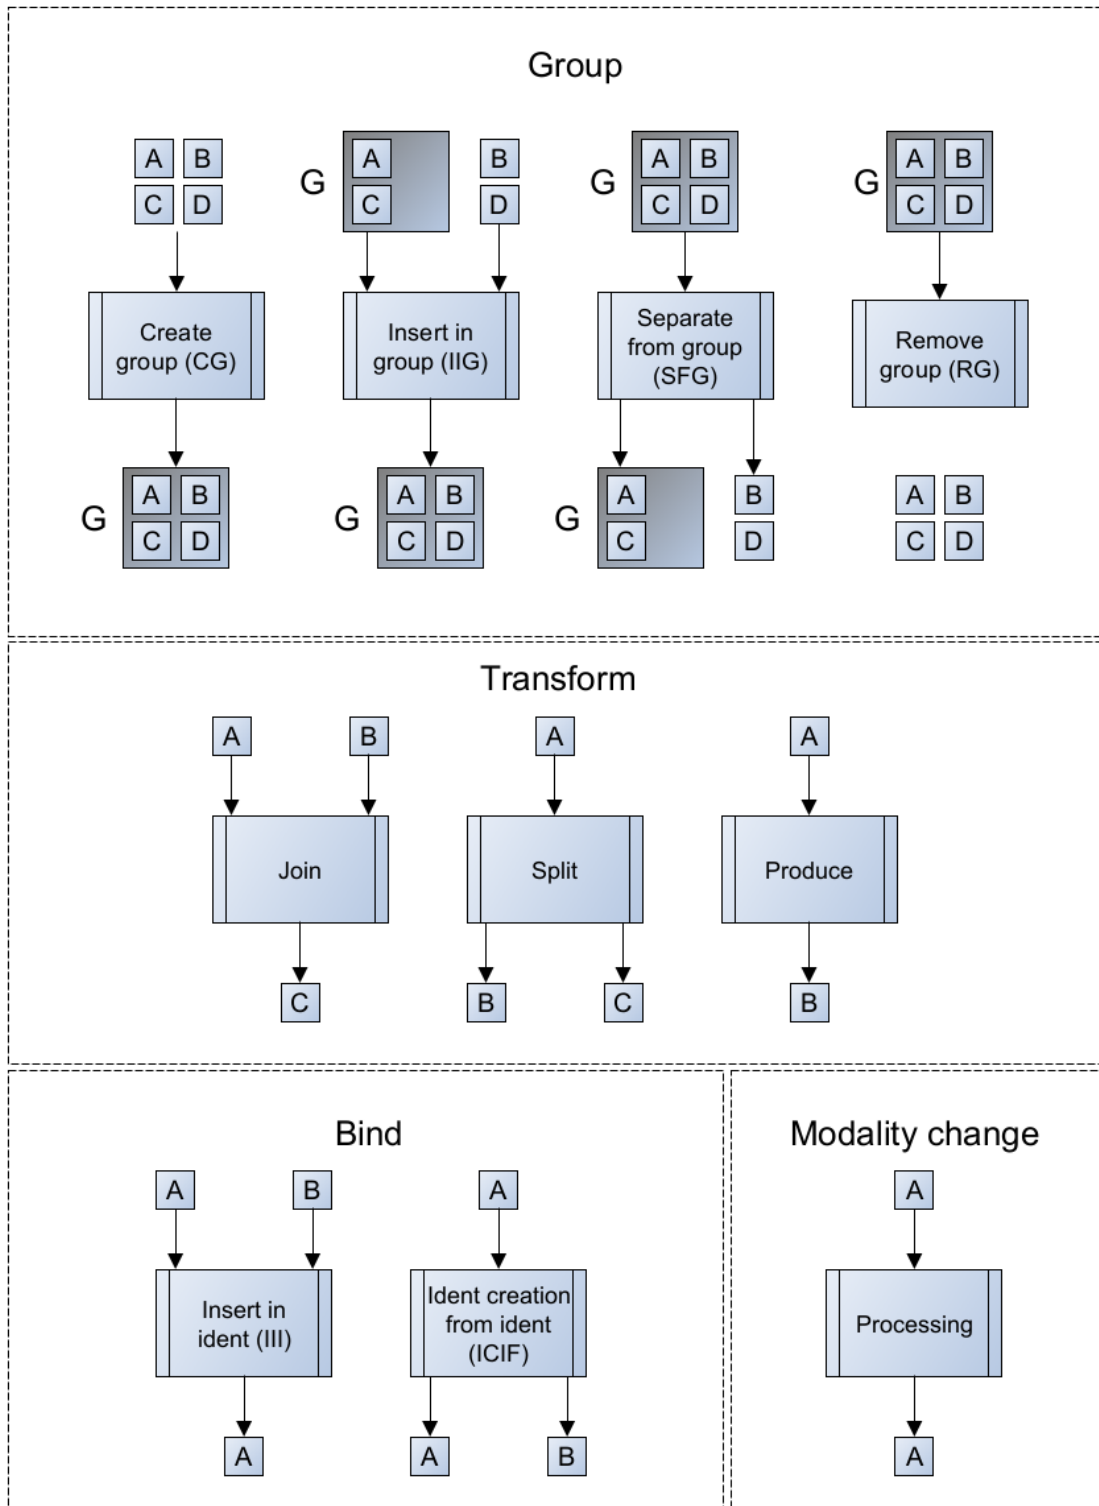 Group
A B A B A B A B
G G G
C D C D C D C D
Create
group (CG)
Insert in
group (IIG)
Separate
from group
(SFG)
Remove
group (RG)
A B A B A B A B
G G G
C D C D C D C D
Transform
A B A A
Join Split Produce
C B C B
Bind
A B A
Insert in
ident (III)
Ident creation
from ident
(ICIF)
A A B
Modality change
A
Processing
A